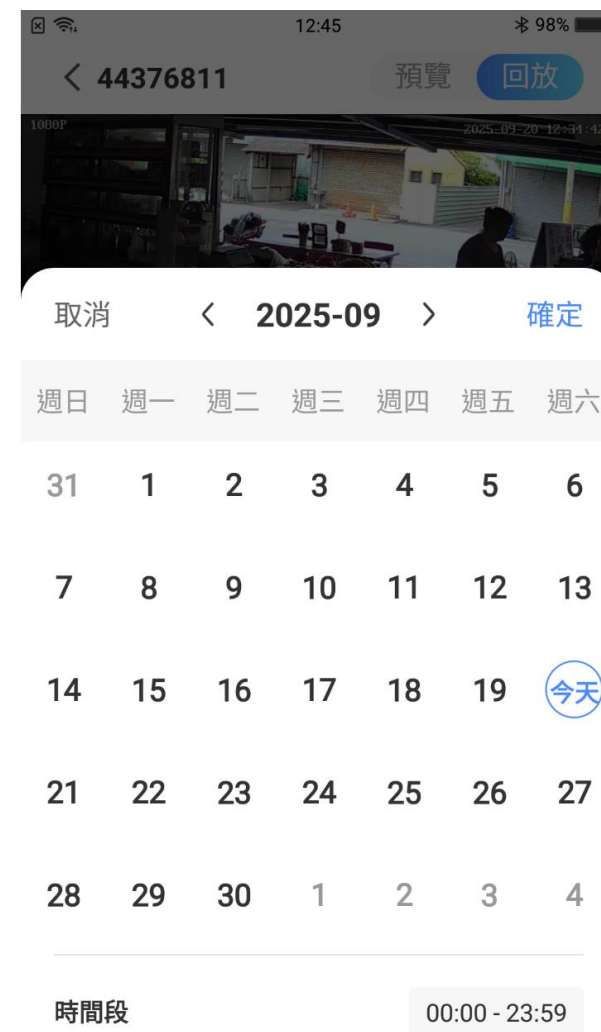 12:45 98%
44376811 預覽 回放
1080P 2025-09-20 12:34:42
取消 2025-09 確定
週日 週一 週二 週三 週四 週五 週六
31 1 2 3 4 5 6
7 8 9 10 11 12 13
14 15 16 17 18 19 今天
21 22 23 24 25 26 27
28 29 30 1 2 3 4
時間段 00:00 - 23:59